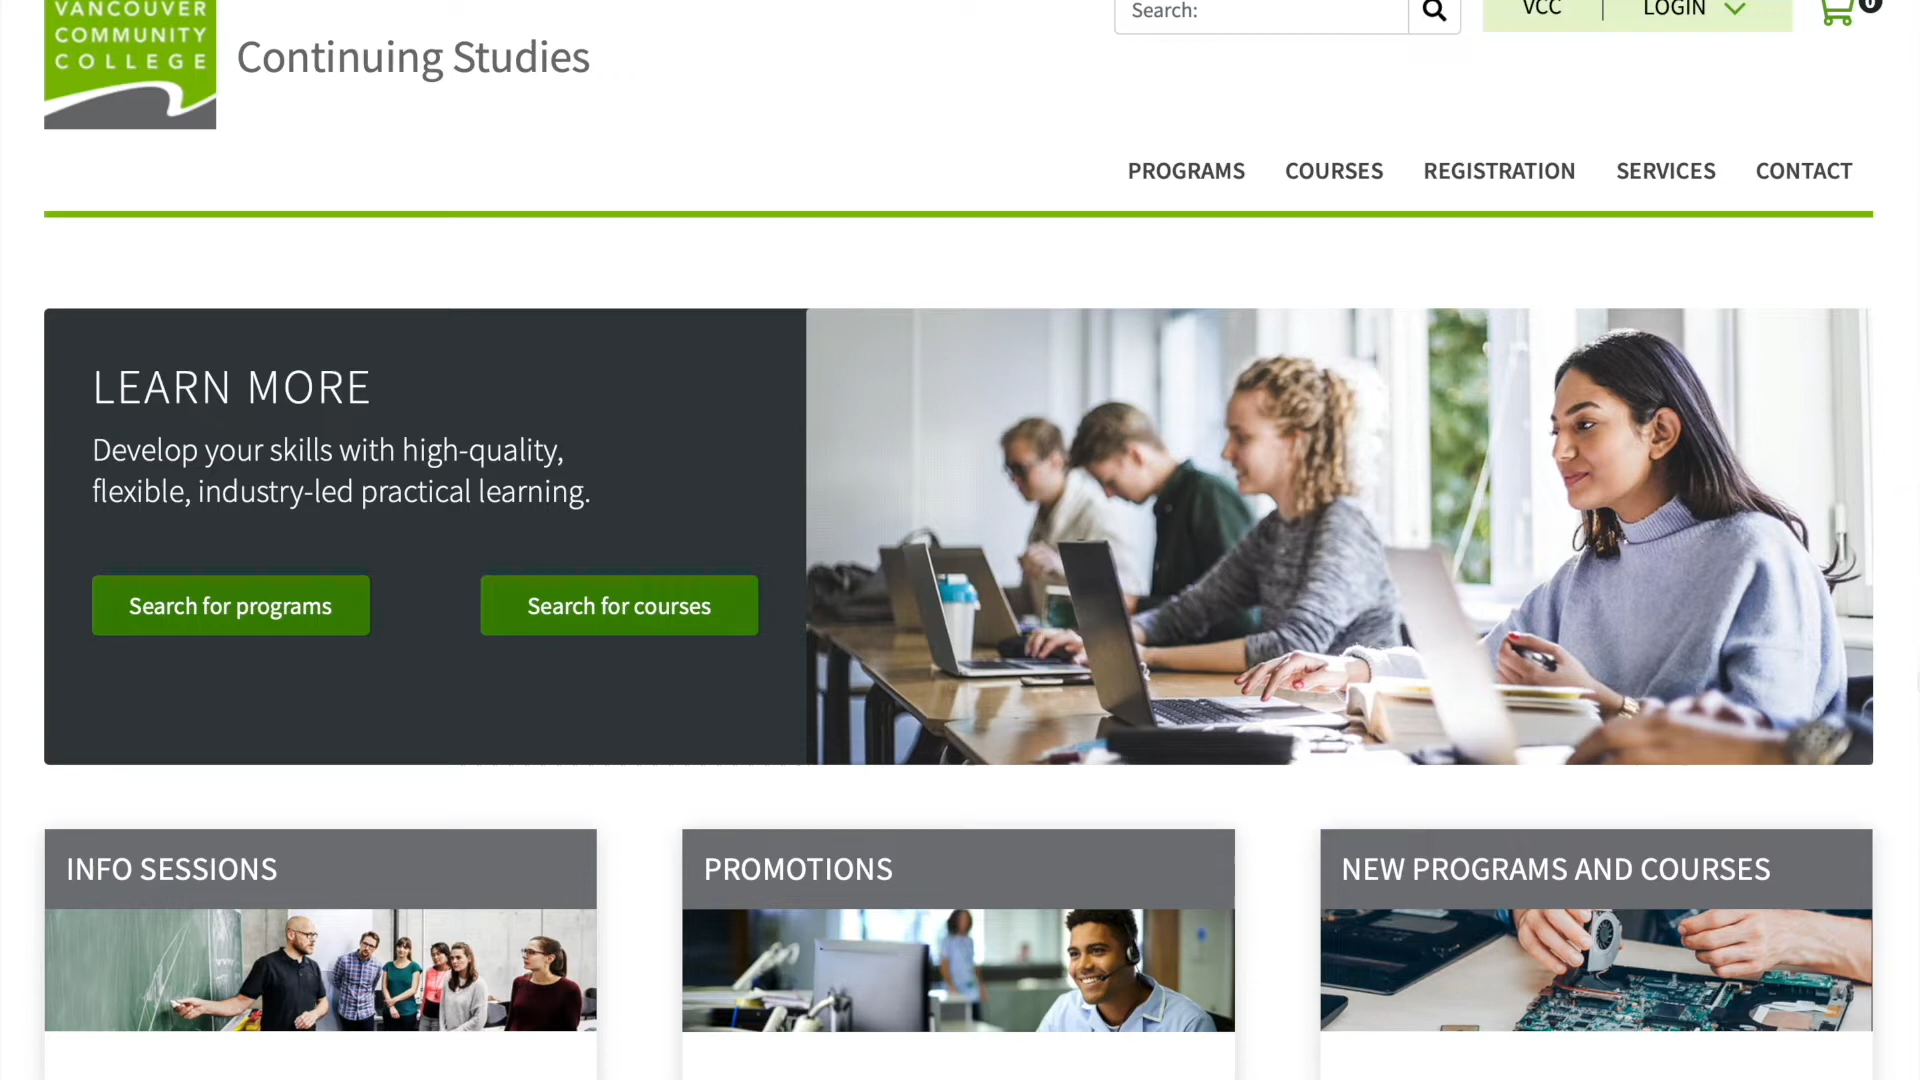 VANCOUVER
COMMUNITY
COLLEGE
Continuing Studies
Search:
VCC
LOGIN
0
PROGRAMS
COURSES
REGISTRATION
SERVICES
CONTACT
LEARN MORE
Develop your skills with high-quality,
flexible, industry-led practical learning.
Search for programs
Search for courses
INFO SESSIONS
PROMOTIONS
NEW PROGRAMS AND COURSES